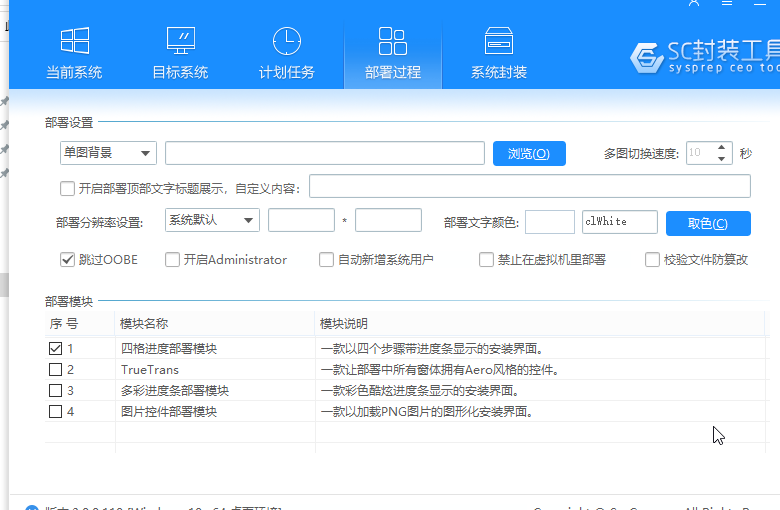 当前系统 目标系统 计划任务 部署过程 系统封装
SC封装工具
sysprep ceo too
部署设置
单图背景 浏览(O) 多图切换速度: 10 秒
开启部署顶部文字标题展示，自定义内容:
部署分辨率设置: 系统默认 * 部署文字颜色: clWhite 取色(C)
跳过OOBE 开启Administrator 自动新增系统用户 禁止在虚拟机里部署 校验文件防篡改
部署模块
序 号 模块名称 模块说明
1 四格进度部署模块 一款以四个步骤带进度条显示的安装界面。
2 TrueTrans 一款让部署中所有窗体拥有Aero风格的控件。
3 多彩进度条部署模块 一款彩色酷炫进度条显示的安装界面。
4 图片控件部署模块 一款以加载PNG图片的图形化安装界面。